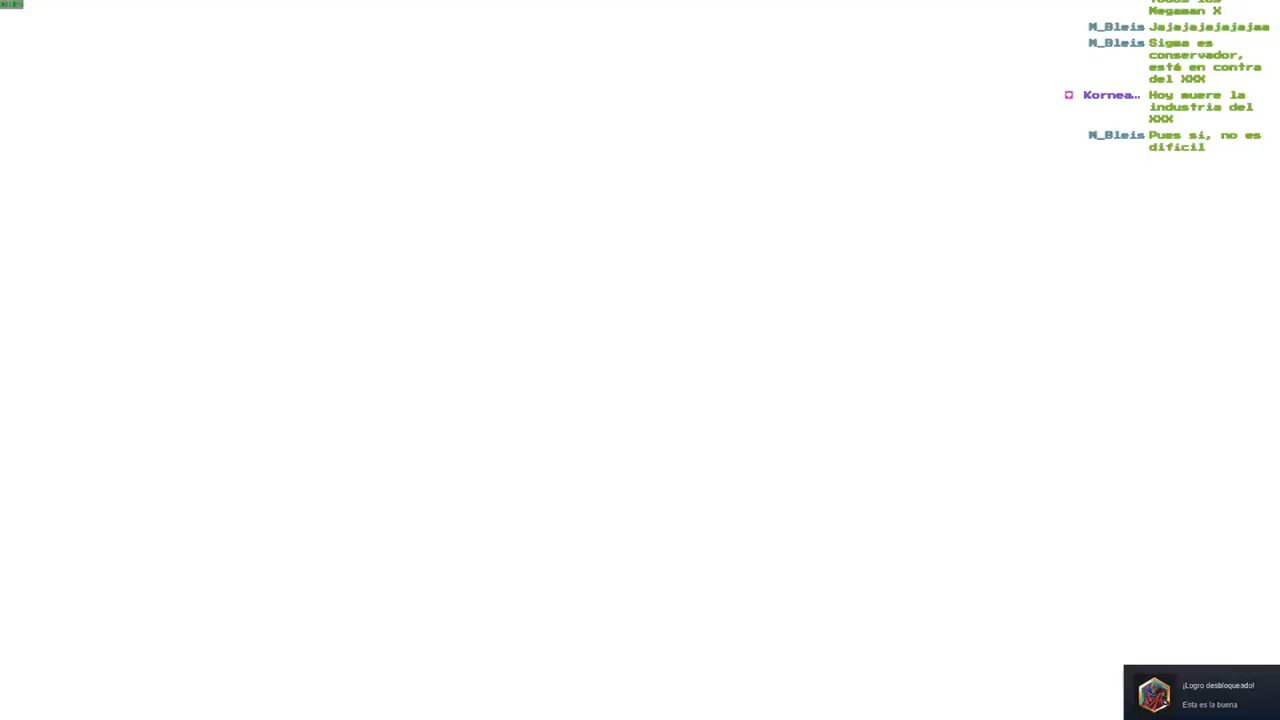 Megaman X
M_Bleis Jajajajajajajaa
M_Bleis Sigma es
conservador,
está en contra
del XXX
Kornea… Hoy muere la
industria del
XXX
M_Bleis Pues sí, no es
difícil
¡Logro desbloqueado!
Esta es la buena